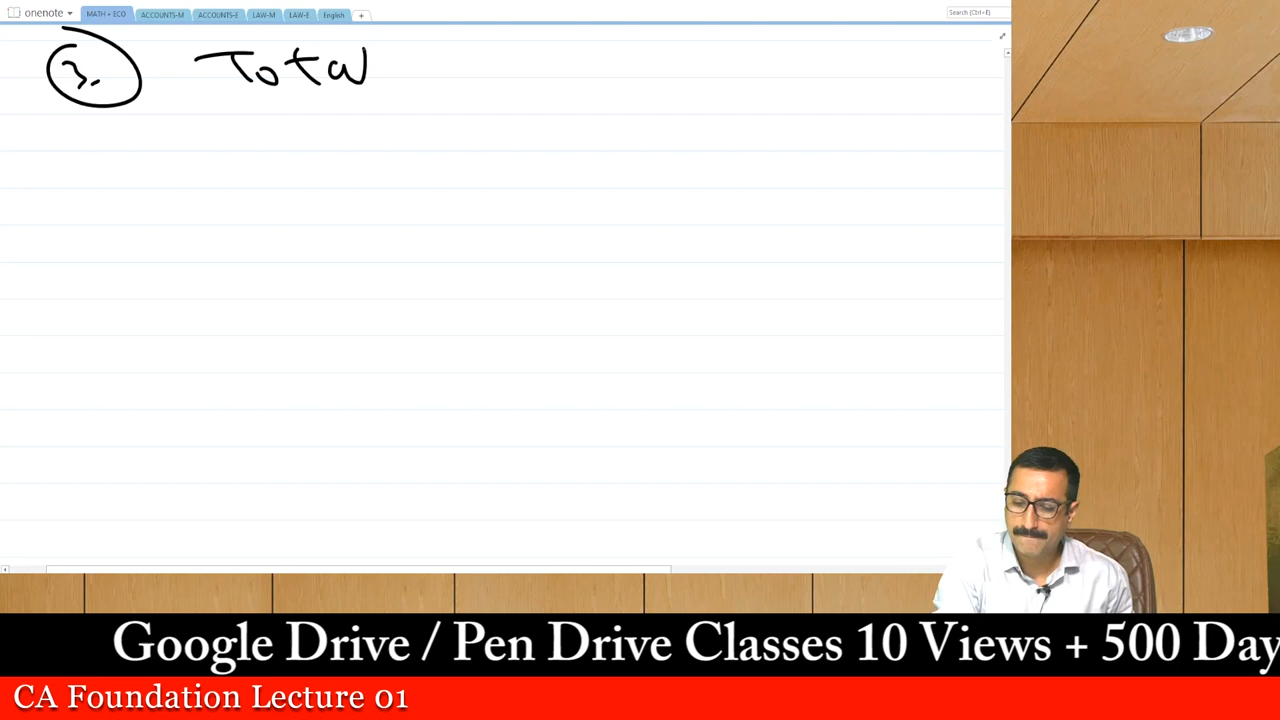 onenote MATH + ECO ACCOUNTS-M ACCOUNTS-E LAW-M LAW-E English + Search (Ctrl+E)
3. Total
Google Drive / Pen Drive Classes 10 Views + 500 Day
CA Foundation Lecture 01